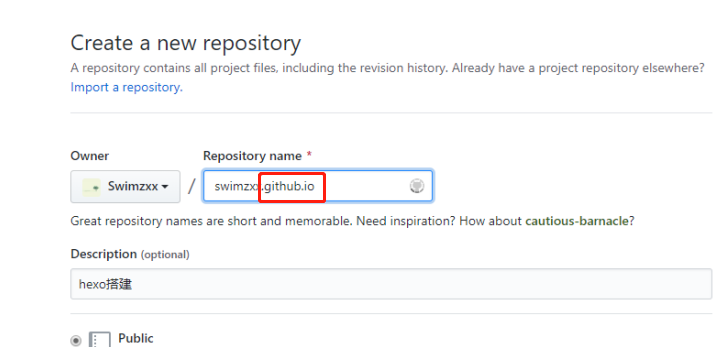 Create a new repository
A repository contains all project files, including the revision history. Already have a project repository elsewhere?
Import a repository.
Owner Repository name *
Swimzxx / swimzxx.github.io
Great repository names are short and memorable. Need inspiration? How about cautious-barnacle?
Description (optional)
hexo搭建
Public